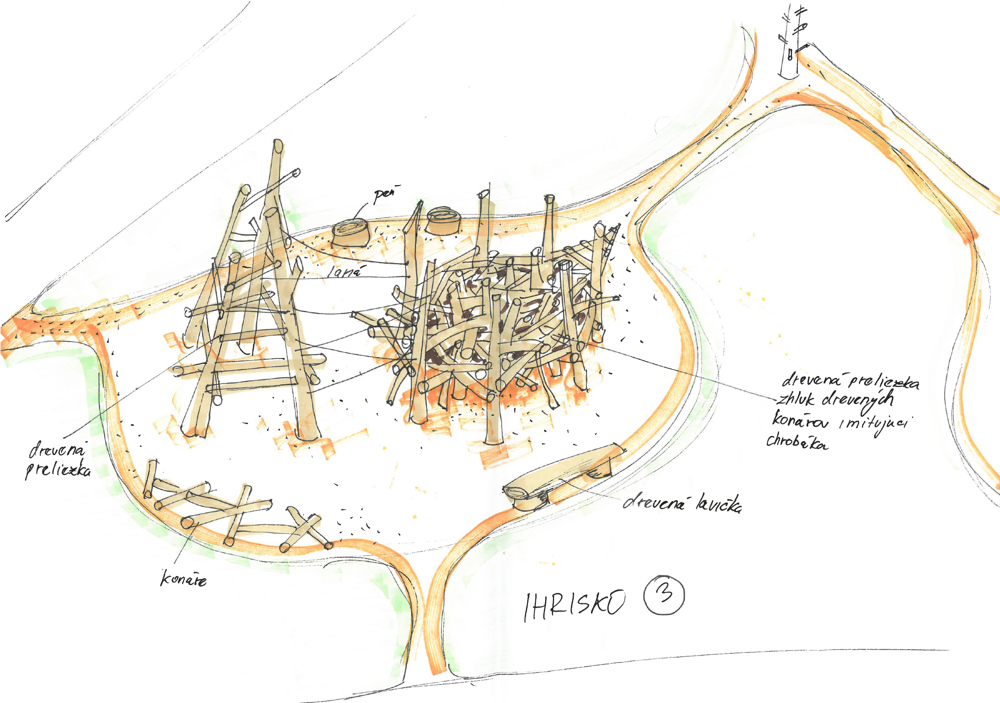 peň
laná
drevená preliezka
zhluk drevených
konárov imitujúci
chrobáka
drevená
preliezka
drevená lavička
konáre
IHRISKO 3